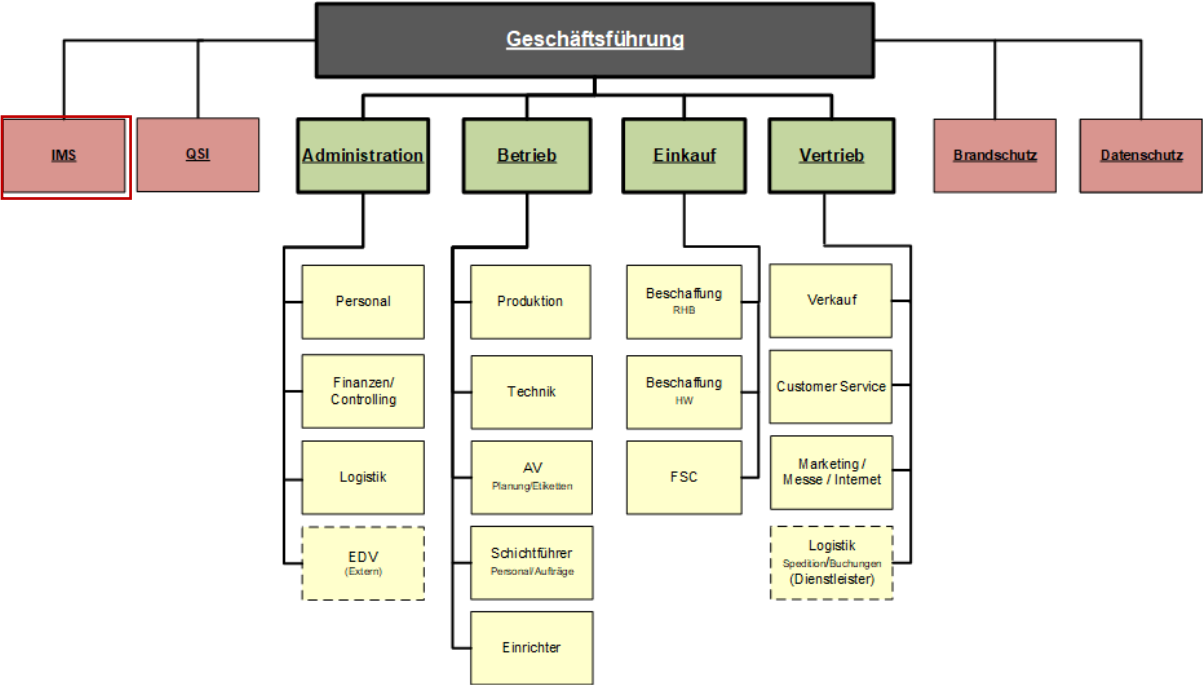 Geschäftsführung
IMS
QSI
Administration
Betrieb
Einkauf
Vertrieb
Brandschutz
Datenschutz
Personal
Finanzen/
Controlling
Logistik
EDV
(Extern)
Produktion
Technik
AV
Planung/Etiketten
Schichtführer
Personal/Aufträge
Einrichter
Beschaffung
RHB
Beschaffung
HW
FSC
Verkauf
Customer Service
Marketing /
Messe / Internet
Logistik
Spedition/Buchungen
(Dienstleister)